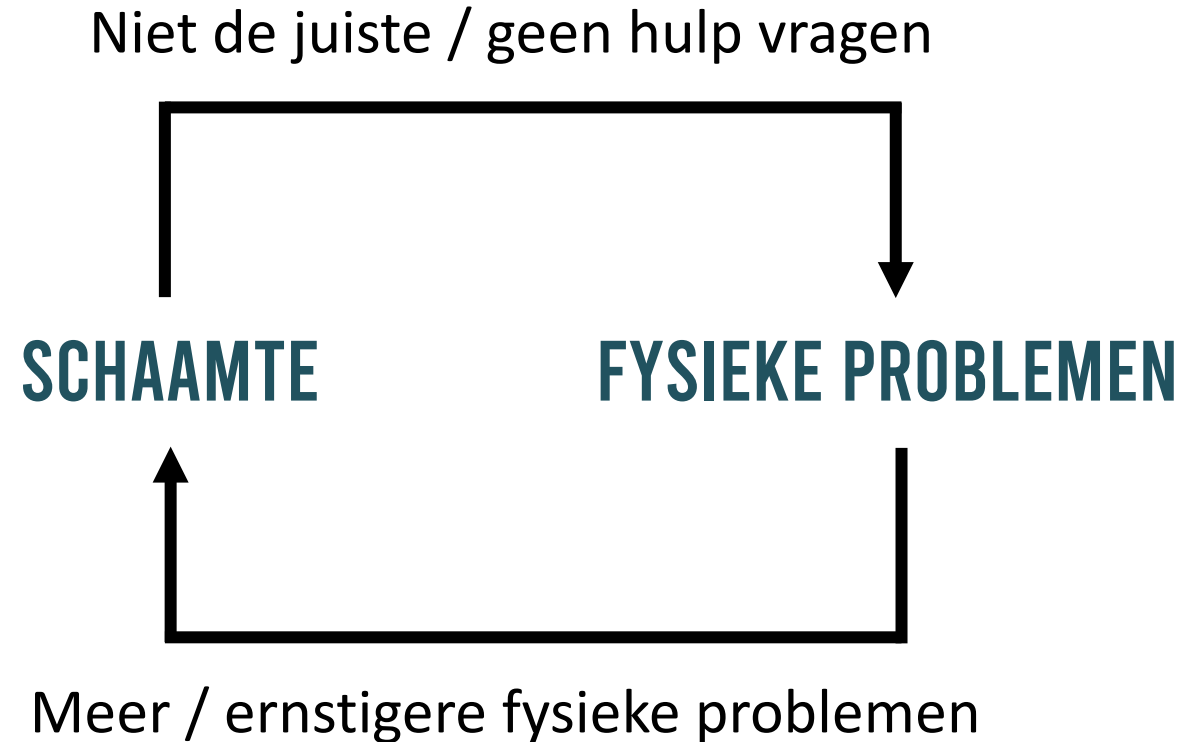 Niet de juiste / geen hulp vragen
SCHAAMTE
FYSIEKE PROBLEMEN
Meer / ernstigere fysieke problemen